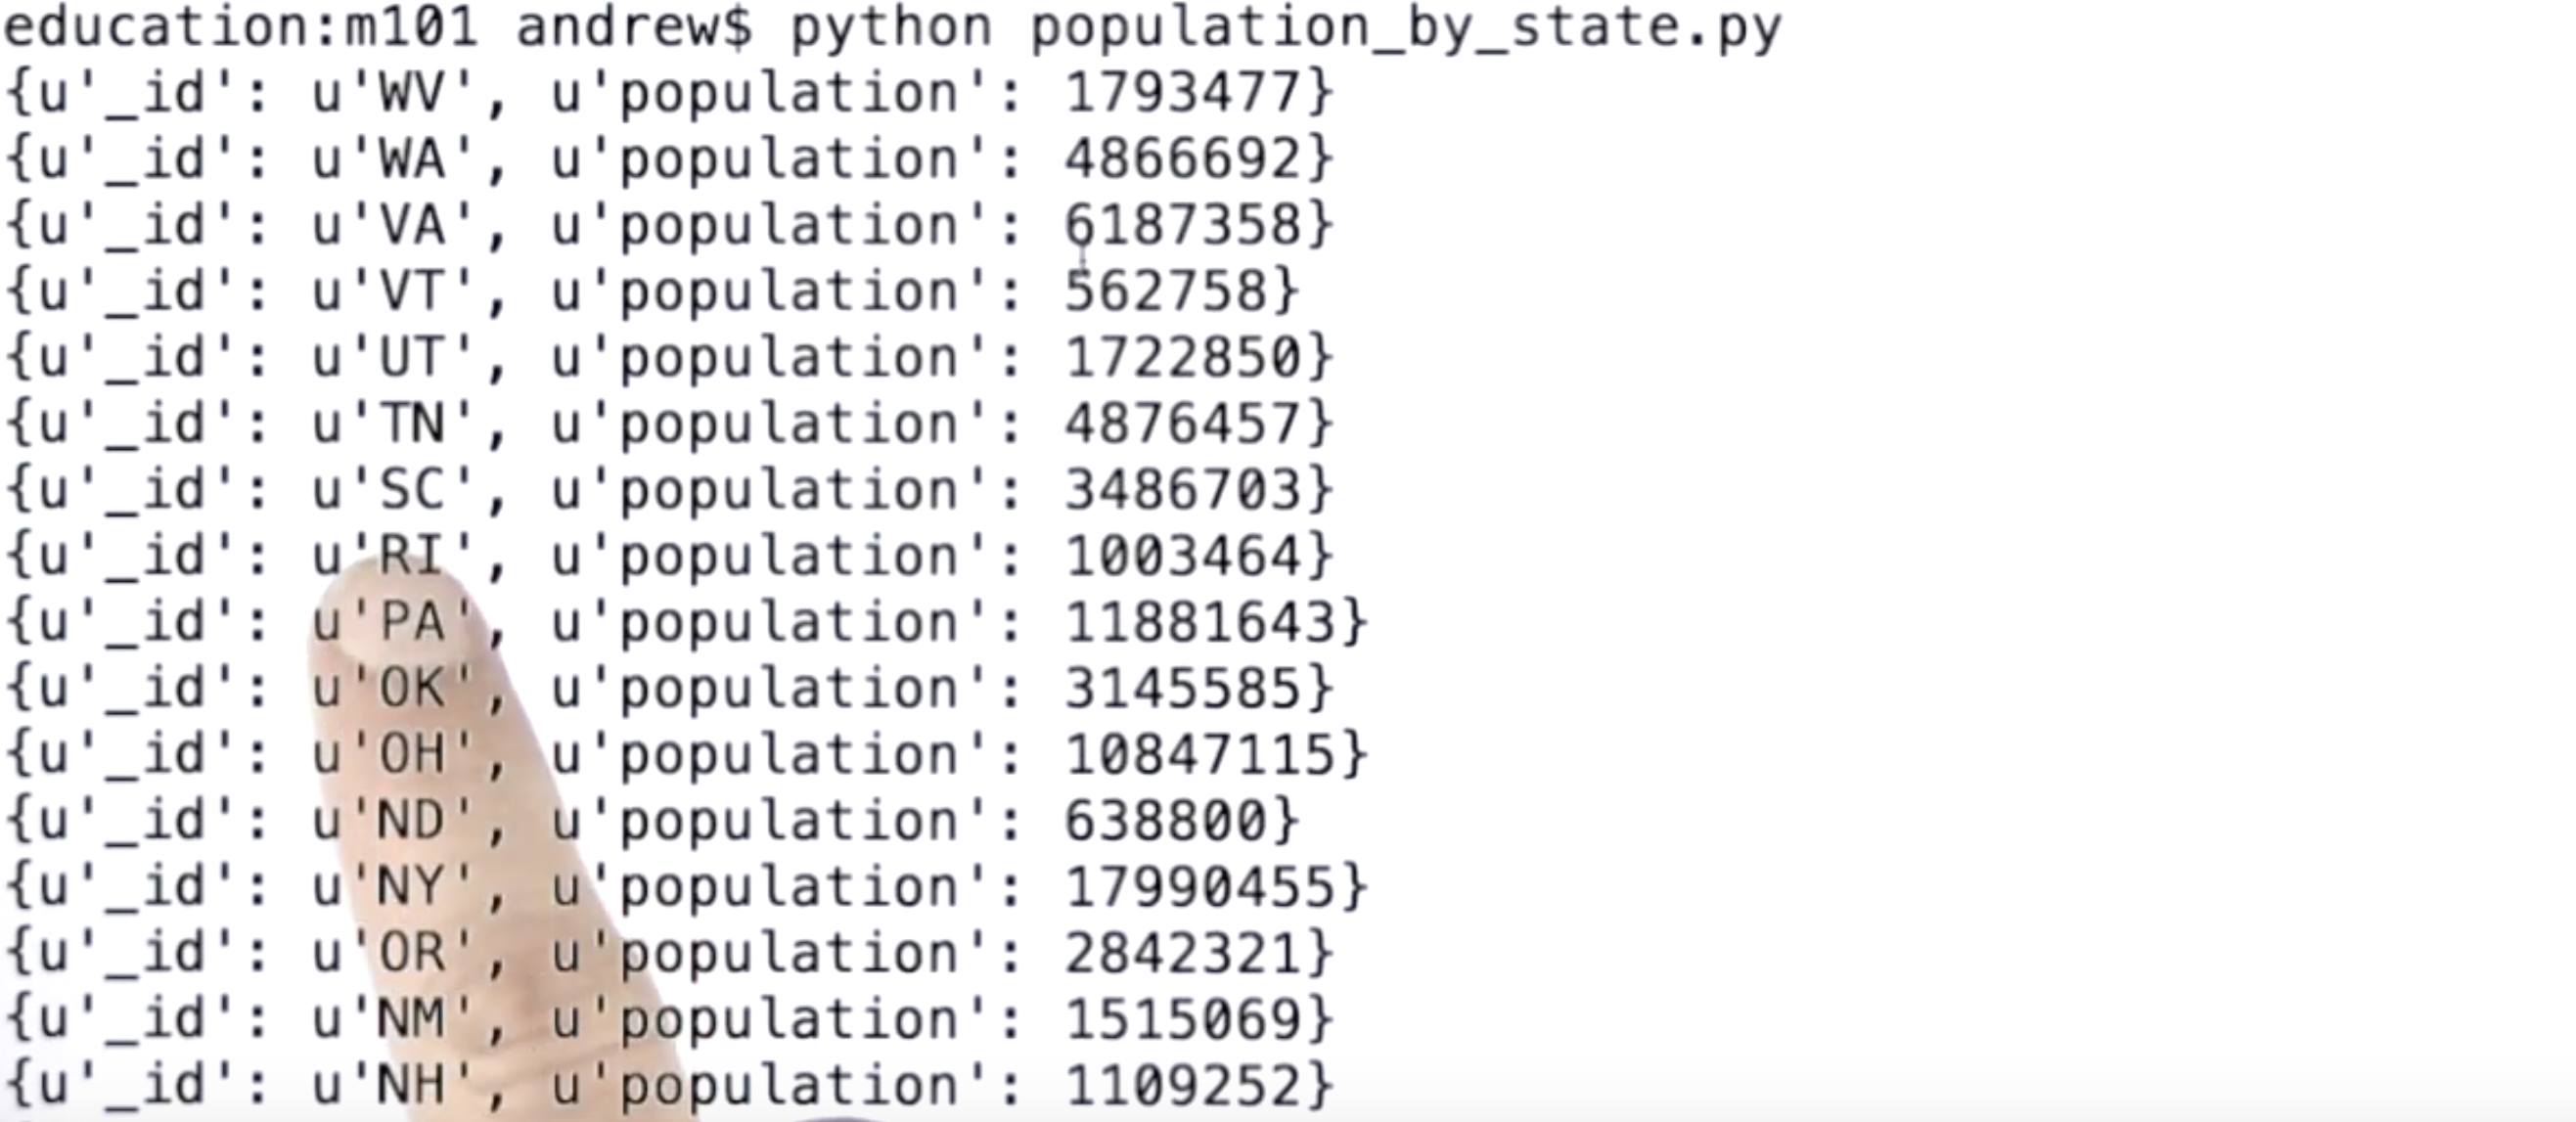 education:m101 andrew$ python population_by_state.py
{u'_id': u'WV', u'population': 1793477}
{u'_id': u'WA', u'population': 4866692}
{u'_id': u'VA', u'population': 6187358}
{u'_id': u'VT', u'population': 562758}
{u'_id': u'UT', u'population': 1722850}
{u'_id': u'TN', u'population': 4876457}
{u'_id': u'SC', u'population': 3486703}
{u'_id': u'RI', u'population': 1003464}
{u'_id': u'PA', u'population': 11881643}
{u'_id': u'OK', u'population': 3145585}
{u'_id': u'OH', u'population': 10847115}
{u'_id': u'ND', u'population': 638800}
{u'_id': u'NY', u'population': 17990455}
{u'_id': u'OR', u'population': 2842321}
{u'_id': u'NM', u'population': 1515069}
{u'_id': u'NH', u'population': 1109252}